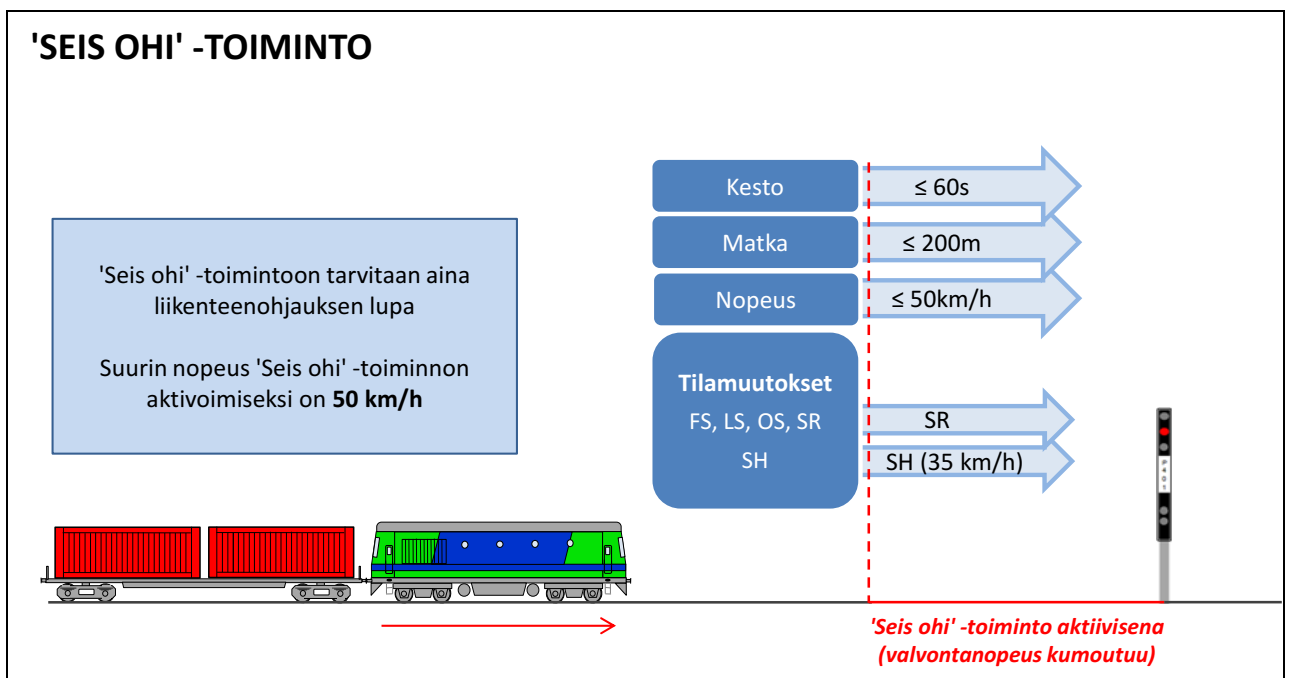 'SEIS OHI' -TOIMINTO
'Seis ohi' -toimintoon tarvitaan aina
liikenteenohjauksen lupa
Suurin nopeus 'Seis ohi' -toiminnon
aktivoimiseksi on 50 km/h
Kesto
≤ 60s
Matka
≤ 200m
Nopeus
≤ 50km/h
Tilamuutokset
FS, LS, OS, SR
SR
SH
SH (35 km/h)
'Seis ohi' -toiminto aktiivisena
(valvontanopeus kumoutuu)